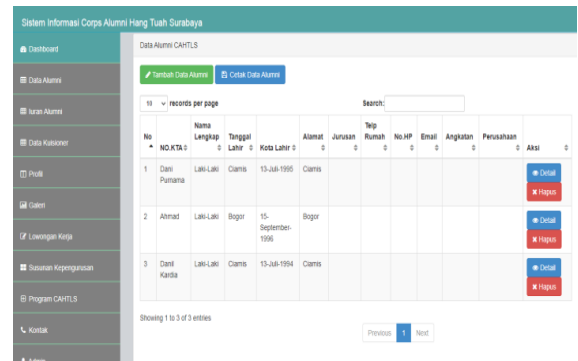 Sistem Informasi Corps Alumni Hang Tuah Surabaya
Dashboard
Data Alumni
Iuran Alumni
Data Kuisioner
Profil
Galeri
Lowongan Kerja
Susunan Kepengurusan
Program CAHTLS
Kontak
Data Alumni CAHTLS
Tambah Data Alumni Cetak Data Alumni
10 records per page Search:
No NO.KTA Nama Lengkap Tanggal Lahir Kota Lahir Alamat Jurusan Telp Rumah No.HP Email Angkatan Perusahaan Aksi
1 Dani Purnama Laki-Laki Ciamis 13-Juli-1995 Ciamis Detail
Hapus
2 Ahmad Laki-Laki Bogor 15-September-1996 Bogor Detail
Hapus
3 Danil Kardia Laki-Laki Ciamis 13-Juli-1994 Ciamis Detail
Hapus
Showing 1 to 3 of 3 entries
Previous 1 Next